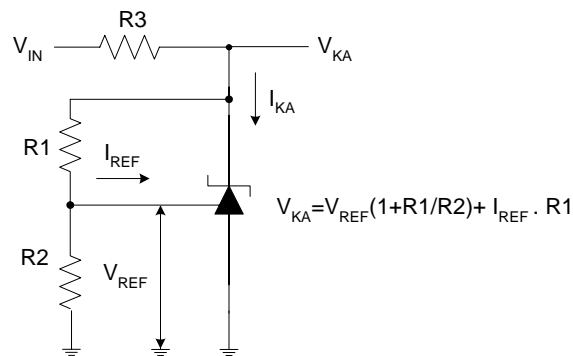 R3
V_IN
V_KA
I_KA
R1
I_REF
V_KA=V_REF(1+R1/R2)+ I_REF . R1
R2
V_REF